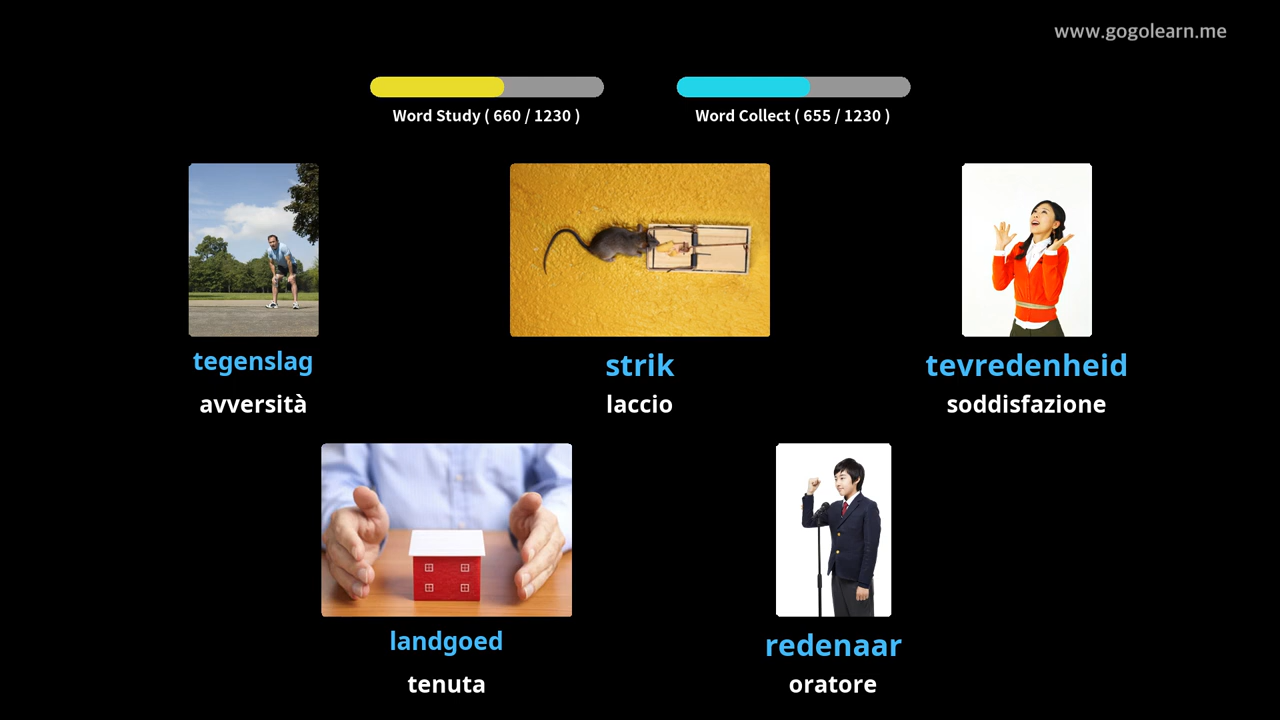 www.gogolearn.me
Word Study ( 660 / 1230 )
Word Collect ( 655 / 1230 )
tegenslag
avversità
strik
laccio
tevredenheid
soddisfazione
landgoed
tenuta
redenaar
oratore